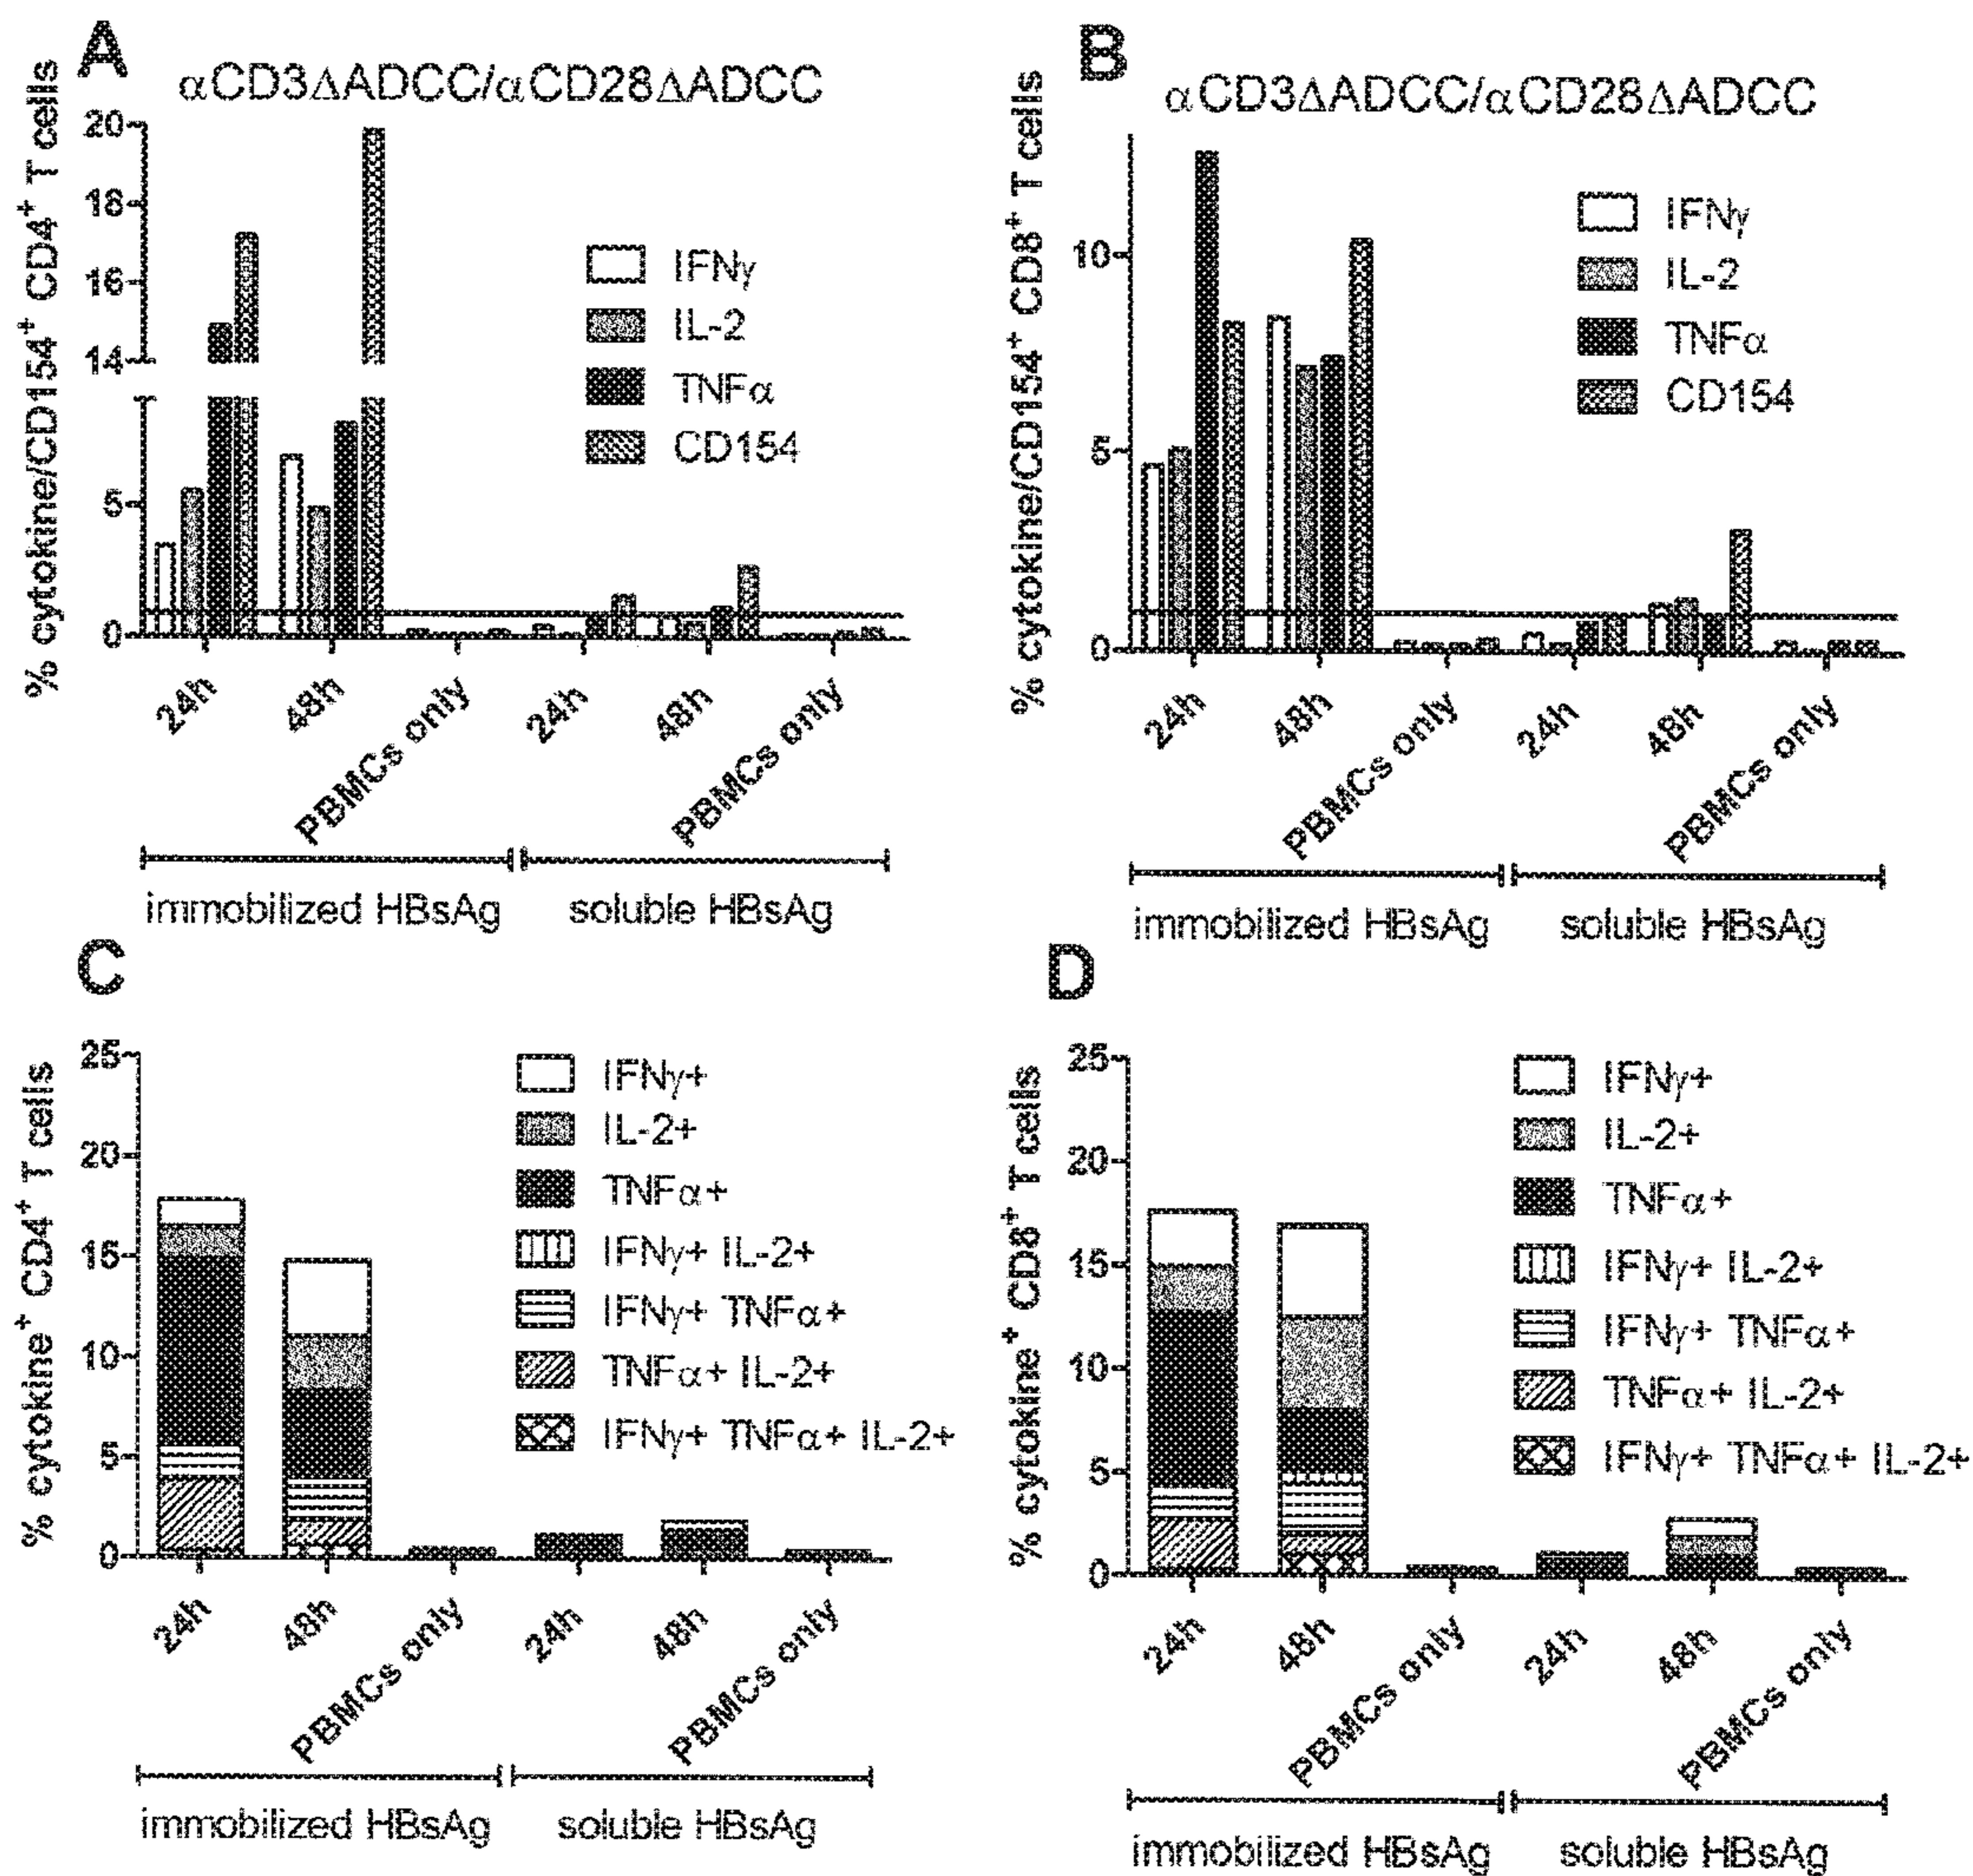 A
αCD3ΔADCC/αCD28ΔADCC
% cytokine/CD154⁺ CD4⁺ T cells
20
18
16
14
5
0
IFNγ
IL-2
TNFα
CD154
24h
48h
PBMCs only
24h
48h
PBMCs only
immobilized HBsAg
soluble HBsAg
B
αCD3ΔADCC/αCD28ΔADCC
% cytokine/CD154⁺ CD8⁺ T cells
10
5
0
IFNγ
IL-2
TNFα
CD154
24h
48h
PBMCs only
24h
48h
PBMCs only
immobilized HBsAg
soluble HBsAg
C
% cytokine⁺ CD4⁺ T cells
25
20
15
10
5
0
IFNγ+
IL-2+
TNFα+
IFNγ+ IL-2+
IFNγ+ TNFα+
TNFα+ IL-2+
IFNγ+ TNFα+ IL-2+
24h
48h
PBMCs only
24h
48h
PBMCs only
immobilized HBsAg
soluble HBsAg
D
% cytokine⁺ CD8⁺ T cells
25
20
15
10
5
0
IFNγ+
IL-2+
TNFα+
IFNγ+ IL-2+
IFNγ+ TNFα+
TNFα+ IL-2+
IFNγ+ TNFα+ IL-2+
24h
48h
PBMCs only
24h
48h
PBMCs only
immobilized HBsAg
soluble HBsAg